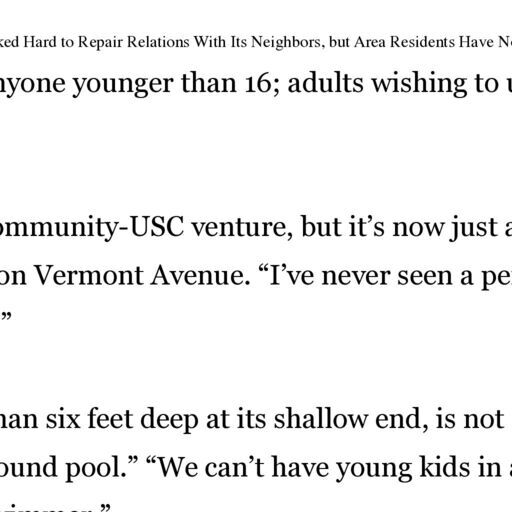 ked Hard to Repair Relations With Its Neighbors, but Area Residents Have N
nyone younger than 16; adults wishing to
ommunity-USC venture, but it’s now just a
on Vermont Avenue. “I’ve never seen a pe
”
han six feet deep at its shallow end, is not
ound pool.” “We can’t have young kids in a